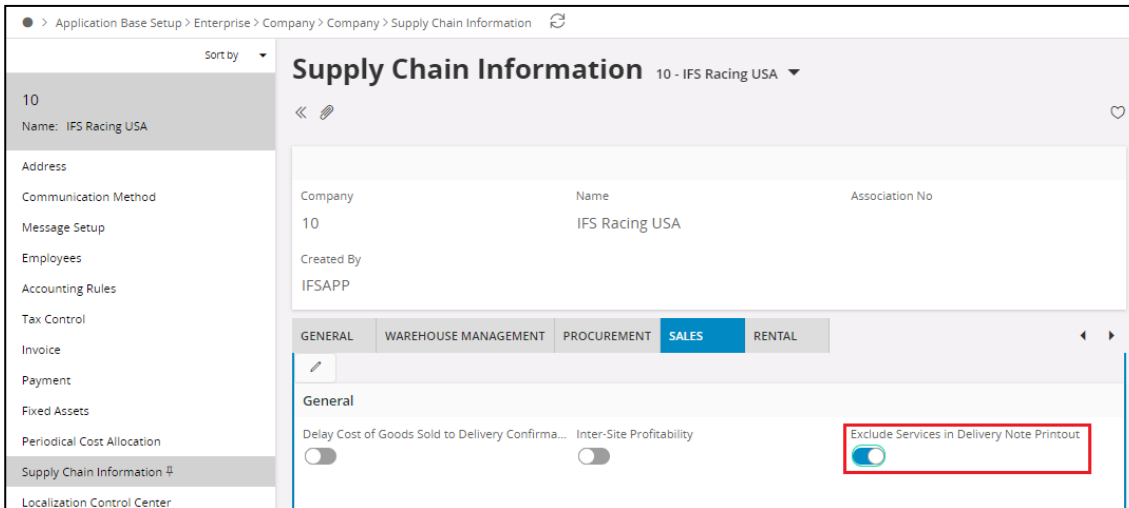 Application Base Setup > Enterprise > Company > Company > Supply Chain Information
Sort by
10
Name: IFS Racing USA
Address
Communication Method
Message Setup
Employees
Accounting Rules
Tax Control
Invoice
Payment
Fixed Assets
Periodical Cost Allocation
Supply Chain Information
Localization Control Center
Supply Chain Information 10 - IFS Racing USA
Company Name Association No
10 IFS Racing USA
Created By
IFSAPP
GENERAL WAREHOUSE MANAGEMENT PROCUREMENT SALES RENTAL
General
Delay Cost of Goods Sold to Delivery Confirma... Inter-Site Profitability Exclude Services in Delivery Note Printout